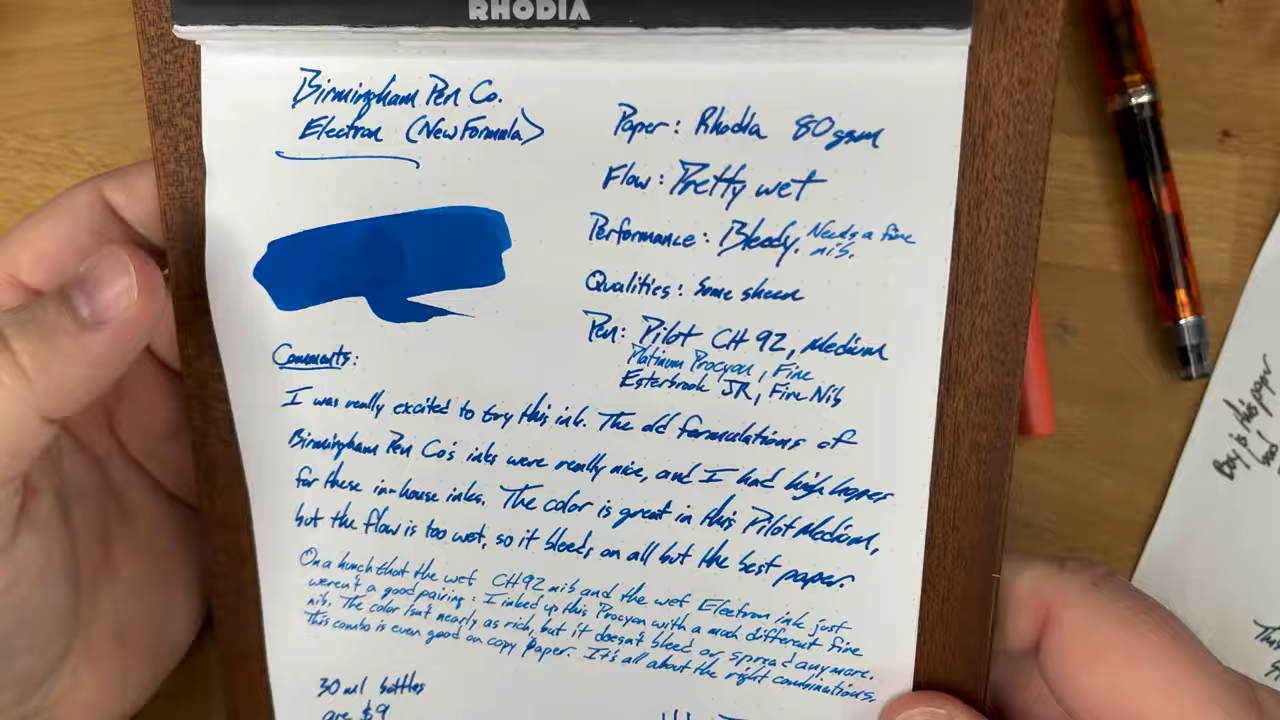 RHODIA
Birmingham Pen Co.
Electron (New Formula)
Paper: Rhodia 80gsm
Flow: Pretty wet
Performance: Bleedy. Needs a fine
nib.
Qualities: Some sheen
Pen: Pilot CH 92, Medium
Platinum Procyon, Fine
Esterbrook JR, Fine Nib
Comments:
I was really excited to try this ink. The old formulations of
Birmingham Pen Co's inks were really nice, and I had high hopes
for these in-house inks. The color is great in this Pilot Medium,
but the flow is too wet, so it bleeds on all but the best paper.
On a hunch that the wet CH92 nib and the wet Electron ink just
weren't a good pairing, I inked up this Procyon with a much different fine
nib. The color isn't nearly as rich, but it doesn't bleed or spread anymore.
This combo is even good on copy paper. It's all about the right combinations.
30 ml bottles
are $9
Boy is this paper
bad